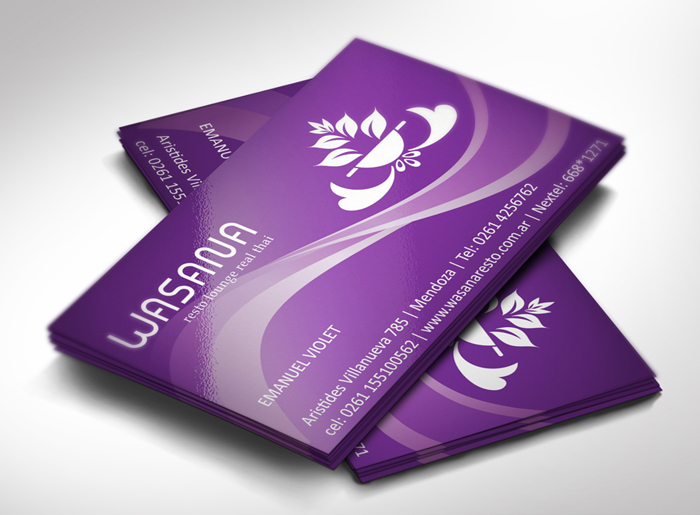 WASANA
resto lounge real thai
EMANUEL VIOLET
Aristides Villanueva 785 | Mendoza | Tel: 0261 4256762
cel: 0261 155100562 | www.wasanaresto.com.ar | Nextel: 668*1271
EMANU
Aristides Vil
cel: 0261 155